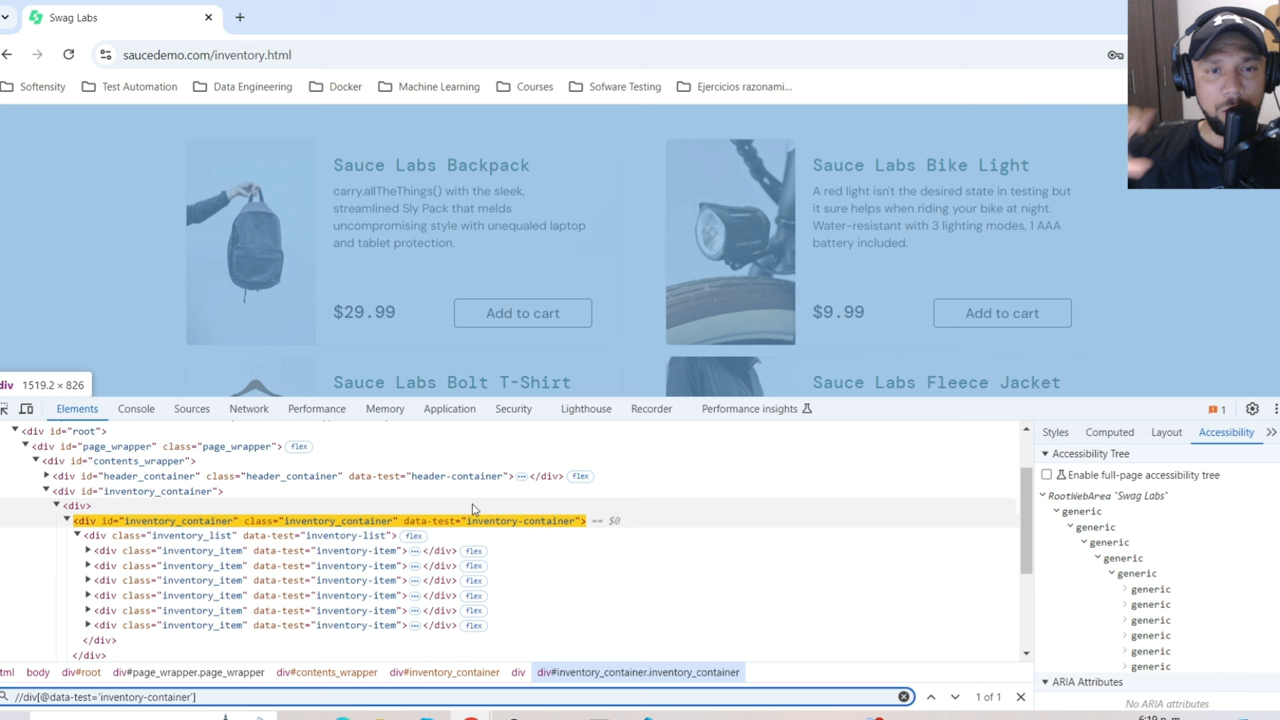 Swag Labs
saucedemo.com/inventory.html
Softensity Test Automation Data Engineering Docker Machine Learning Courses Sofware Testing Ejercicios razonami...
Sauce Labs Backpack
carry.allTheThings() with the sleek,
streamlined Sly Pack that melds
uncompromising style with unequaled laptop
and tablet protection.
$29.99 Add to cart
Sauce Labs Bike Light
A red light isn't the desired state in testing but
it sure helps when riding your bike at night.
Water-resistant with 3 lighting modes, 1 AAA
battery included.
$9.99 Add to cart
Sauce Labs Bolt T-Shirt
Sauce Labs Fleece Jacket
div 1519.2 × 826
Elements Console Sources Network Performance Memory Application Security Lighthouse Recorder Performance insights 1
<div id="root">
<div id="page_wrapper" class="page_wrapper"> flex
<div id="contents_wrapper">
<div id="header_container" class="header_container" data-test="header-container"> ⋯ </div> flex
<div id="inventory_container">
<div>
<div id="inventory_container" class="inventory_container" data-test="inventory-container"> == $0
<div class="inventory_list" data-test="inventory-list"> flex
<div class="inventory_item" data-test="inventory-item"> ⋯ </div> flex
<div class="inventory_item" data-test="inventory-item"> ⋯ </div> flex
<div class="inventory_item" data-test="inventory-item"> ⋯ </div> flex
<div class="inventory_item" data-test="inventory-item"> ⋯ </div> flex
<div class="inventory_item" data-test="inventory-item"> ⋯ </div> flex
<div class="inventory_item" data-test="inventory-item"> ⋯ </div> flex
</div>
</div>
Styles Computed Layout Accessibility
Accessibility Tree
Enable full-page accessibility tree
RootWebArea "Swag Labs"
generic
generic
generic
generic
generic
generic
generic
generic
generic
generic
generic
ARIA Attributes
No ARIA attributes
tml body div#root div#page_wrapper.page_wrapper div#contents_wrapper div#inventory_container div div#inventory_container.inventory_container
//div[@data-test='inventory-container'] 1 of 1